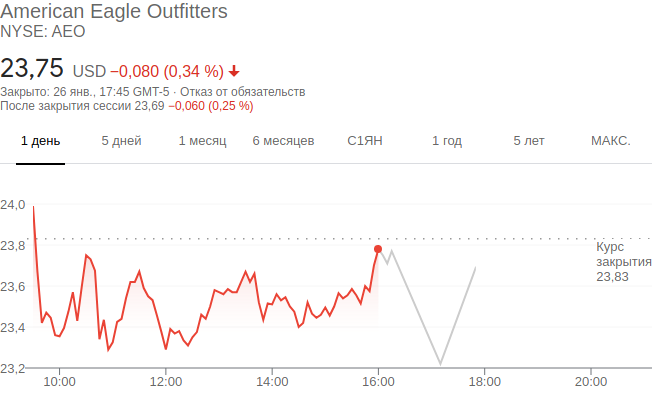 American Eagle Outfitters
NYSE: AEO
23,75 USD −0,080 (0,34 %)
Закрыто: 26 янв., 17:45 GMT-5 · Отказ от обязательств
После закрытия сессии 23,69 −0,060 (0,25 %)
1 день 5 дней 1 месяц 6 месяцев С1ЯН 1 год 5 лет МАКС.
24,0
23,8
Курс
закрытия
23,83
23,6
23,4
23,2
10:00 12:00 14:00 16:00 18:00 20:00